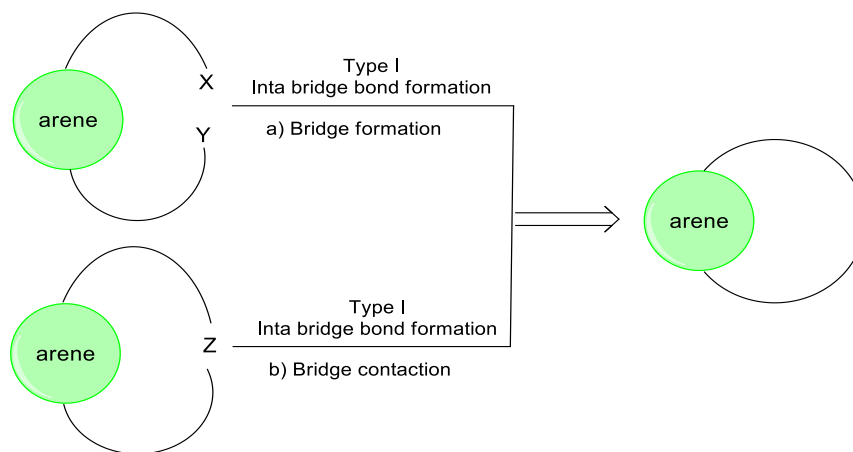 Type I
Inta bridge bond formation
X
arene
Y
a) Bridge formation
arene
Type I
Inta bridge bond formation
arene
Z
b) Bridge contaction